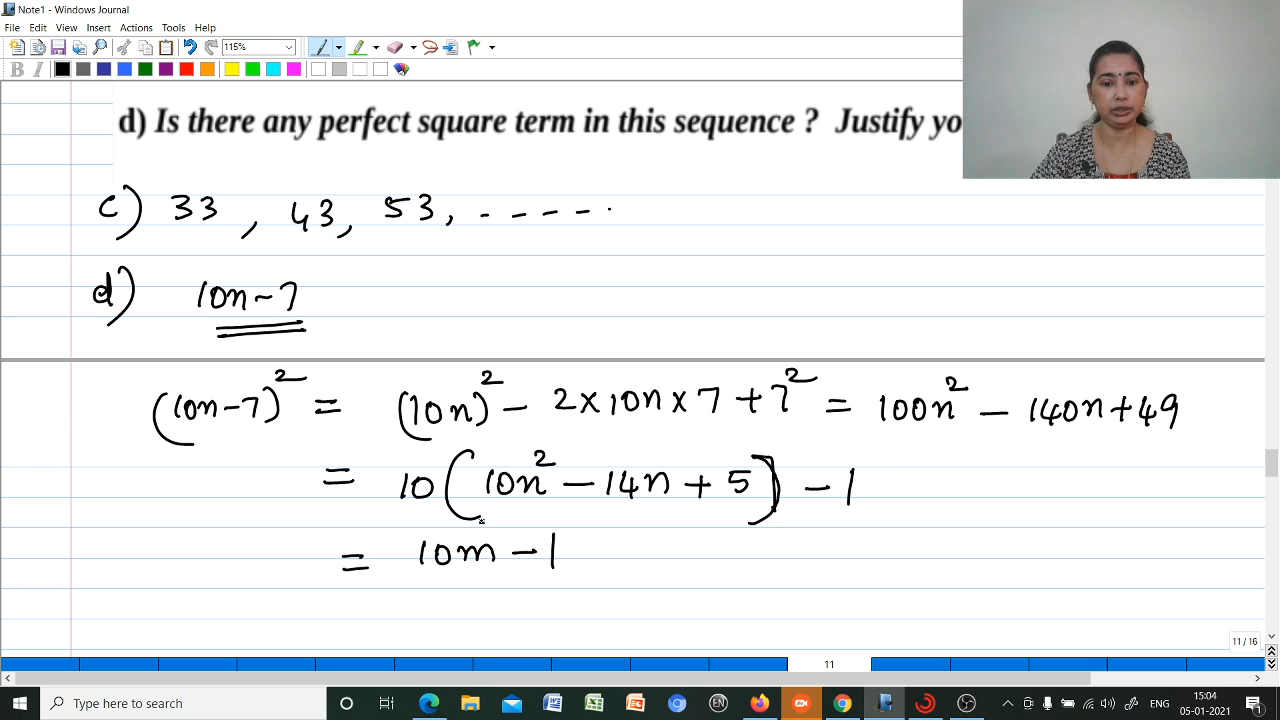 Note1 - Windows Journal
File Edit View Insert Actions Tools Help
115%
B I
d) Is there any perfect square term in this sequence ? Justify yo
c) 33 , 43, 53, - - - - - .
d) 10n - 7
(10n - 7)² = (10n)² - 2 × 10n × 7 + 7² = 100n² - 140n + 49
= 10 ( 10n² - 14n + 5 ) - 1
= 10m - 1
11 / 16
11
Type here to search
ENG
15:04
05-01-2021
1